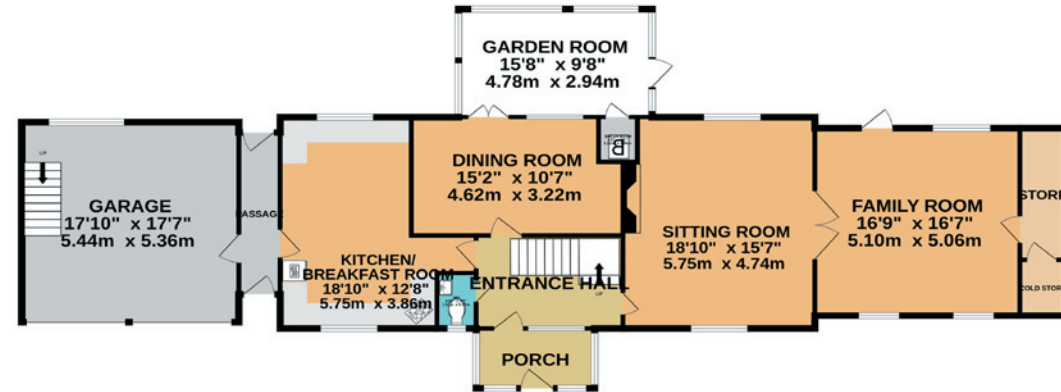 GARDEN ROOM
15'8" x 9'8"
4.78m x 2.94m
B
UP
GARAGE
17'10" x 17'7"
5.44m x 5.36m
PASSAGE
DINING ROOM
15'2" x 10'7"
4.62m x 3.22m
KITCHEN/
BREAKFAST ROOM
18'10" x 12'8"
5.75m x 3.86m
ENTRANCE HALL
UP
PORCH
SITTING ROOM
18'10" x 15'7"
5.75m x 4.74m
FAMILY ROOM
16'9" x 16'7"
5.10m x 5.06m
STORE
COLD STORE